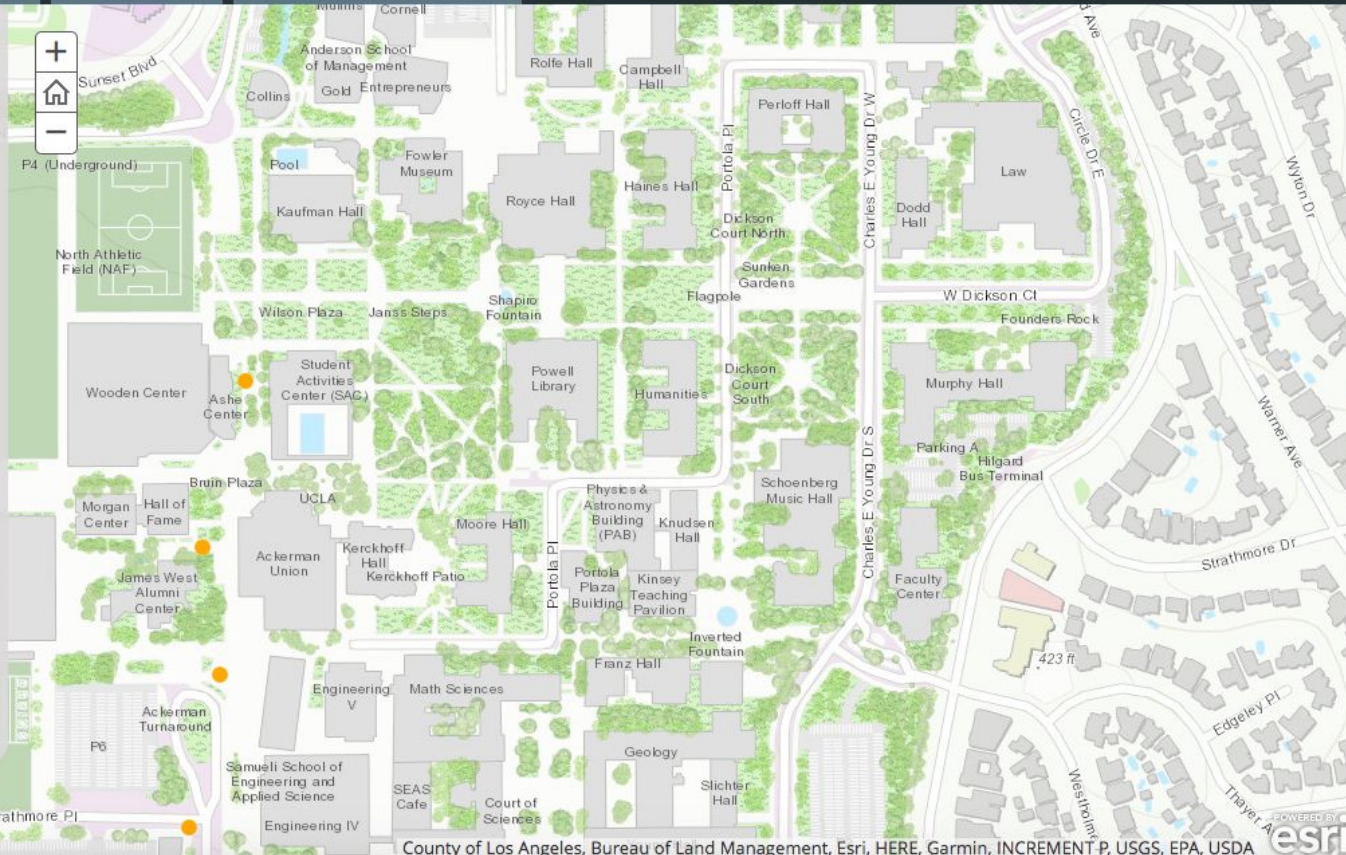 Mullins
Cornell
d Ave
+
Anderson School
of Management
Rolfe Hall
Campbell
Hall
Sunset Blvd
Collins
Gold
Entrepreneurs
Perloff Hall
−
P4 (Underground)
Pool
Fowler
Museum
Portola Pl
Charles E Young Dr W
Circle Dr E
Law
Wyton Dr
Kaufman Hall
Royce Hall
Haines Hall
Dodd
Hall
Dickson
Court North
North Athletic
Field (NAF)
Sunken
Gardens
Flagpole
W Dickson Ct
Wilson Plaza
Janss Steps
Shapiro
Fountain
Founders Rock
Wooden Center
Ashe
Center
Student
Activities
Center (SAC)
Powell
Library
Humanities
Dickson
Court
South
Murphy Hall
Warner Ave
Parking A
Hilgard
Bus Terminal
Charles E Young Dr S
Bruin Plaza
UCLA
Physics &
Astronomy
Building
(PAB)
Schoenberg
Music Hall
Morgan
Center
Hall of
Fame
Moore Hall
Knudsen
Hall
Ackerman
Union
Kerckhoff
Hall
Kerckhoff Patio
Portola Pl
Strathmore Dr
James West
Alumni
Center
Portola
Plaza
Building
Kinsey
Teaching
Pavilion
Faculty
Center
Inverted
Fountain
423 ft
Franz Hall
Engineering
V
Math Sciences
Edgeley Pl
Ackerman
Turnaround
P6
Geology
Samueli School of
Engineering and
Applied Science
SEAS
Cafe
Court of
Sciences
Slichter
Hall
Engineering IV
rathmore Pl
Westholme
Thayer A
POWERED BY
esri
County of Los Angeles, Bureau of Land Management, Esri, HERE, Garmin, INCREMENT P, USGS, EPA, USDA